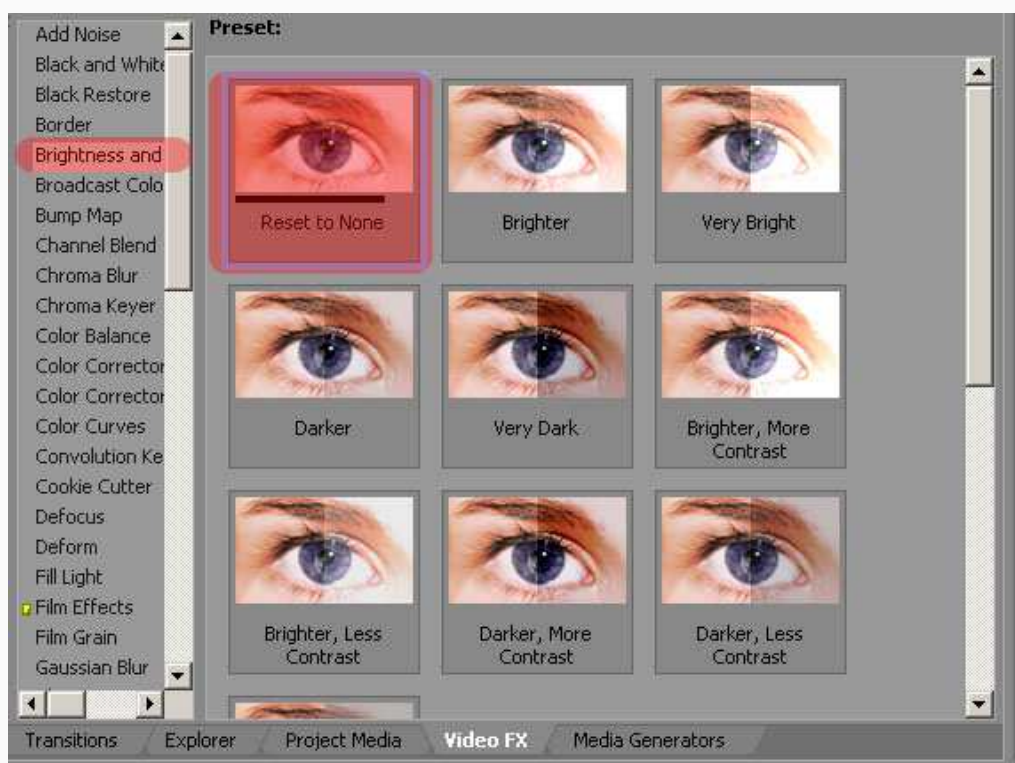 Add Noise
Black and White
Black Restore
Border
Brightness and
Broadcast Colo
Bump Map
Channel Blend
Chroma Blur
Chroma Keyer
Color Balance
Color Corrector
Color Corrector
Color Curves
Convolution Ke
Cookie Cutter
Defocus
Deform
Fill Light
Film Effects
Film Grain
Gaussian Blur
Preset:
Reset to None
Brighter
Very Bright
Darker
Very Dark
Brighter, More
Contrast
Brighter, Less
Contrast
Darker, More
Contrast
Darker, Less
Contrast
Transitions
Explorer
Project Media
Video FX
Media Generators